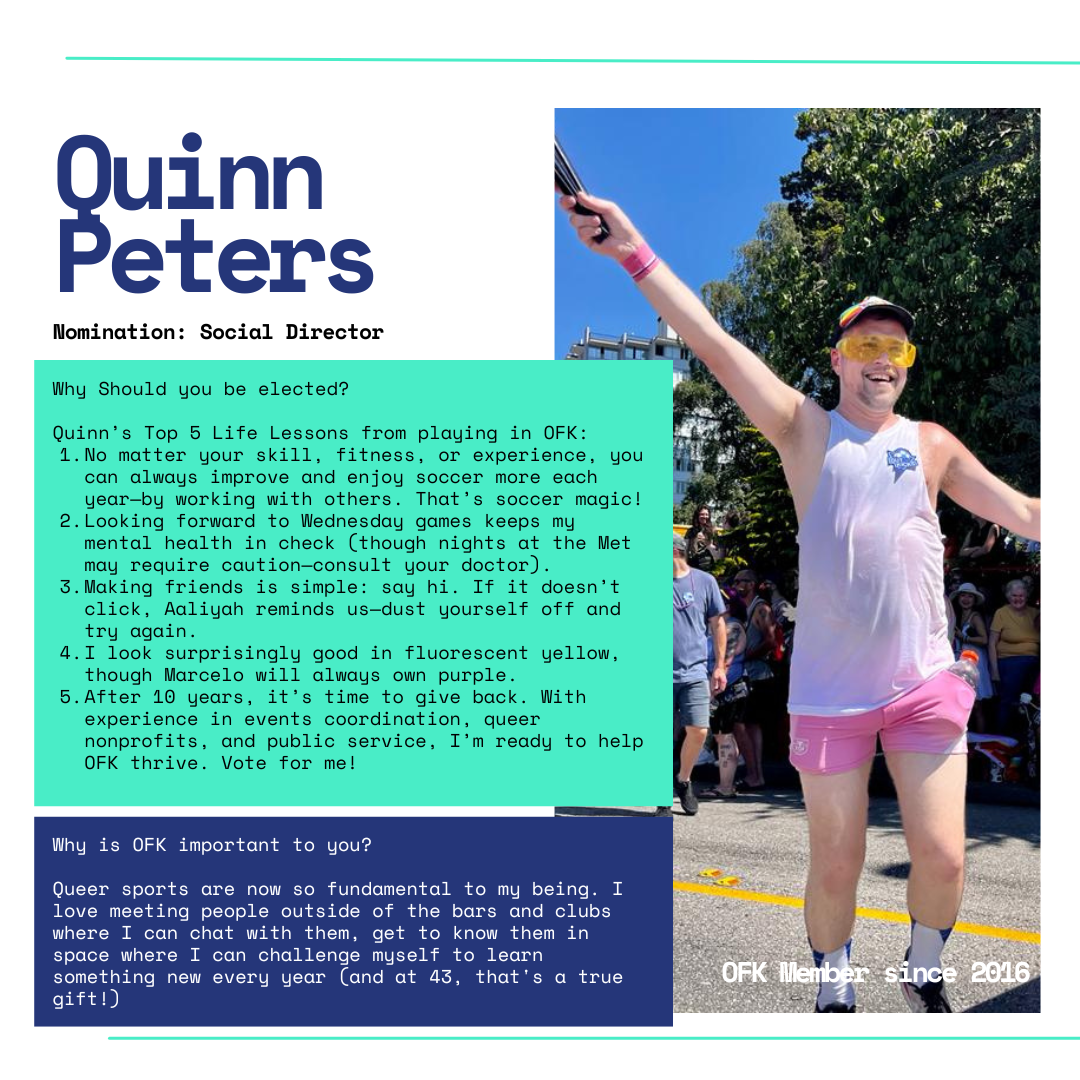 Quinn
Peters
Nomination: Social Director
Why Should you be elected?
Quinn's Top 5 Life Lessons from playing in OFK:
1. No matter your skill, fitness, or experience, you
can always improve and enjoy soccer more each
year—by working with others. That's soccer magic!
2. Looking forward to Wednesday games keeps my
mental health in check (though nights at the Met
may require caution—consult your doctor).
3. Making friends is simple: say hi. If it doesn't
click, Aaliyah reminds us—dust yourself off and
try again.
4. I look surprisingly good in fluorescent yellow,
though Marcelo will always own purple.
5. After 10 years, it's time to give back. With
experience in events coordination, queer
nonprofits, and public service, I'm ready to help
OFK thrive. Vote for me!
Why is OFK important to you?
Queer sports are now so fundamental to my being. I
love meeting people outside of the bars and clubs
where I can chat with them, get to know them in
space where I can challenge myself to learn
something new every year (and at 43, that's a true
gift!)
OFK Member since 2016